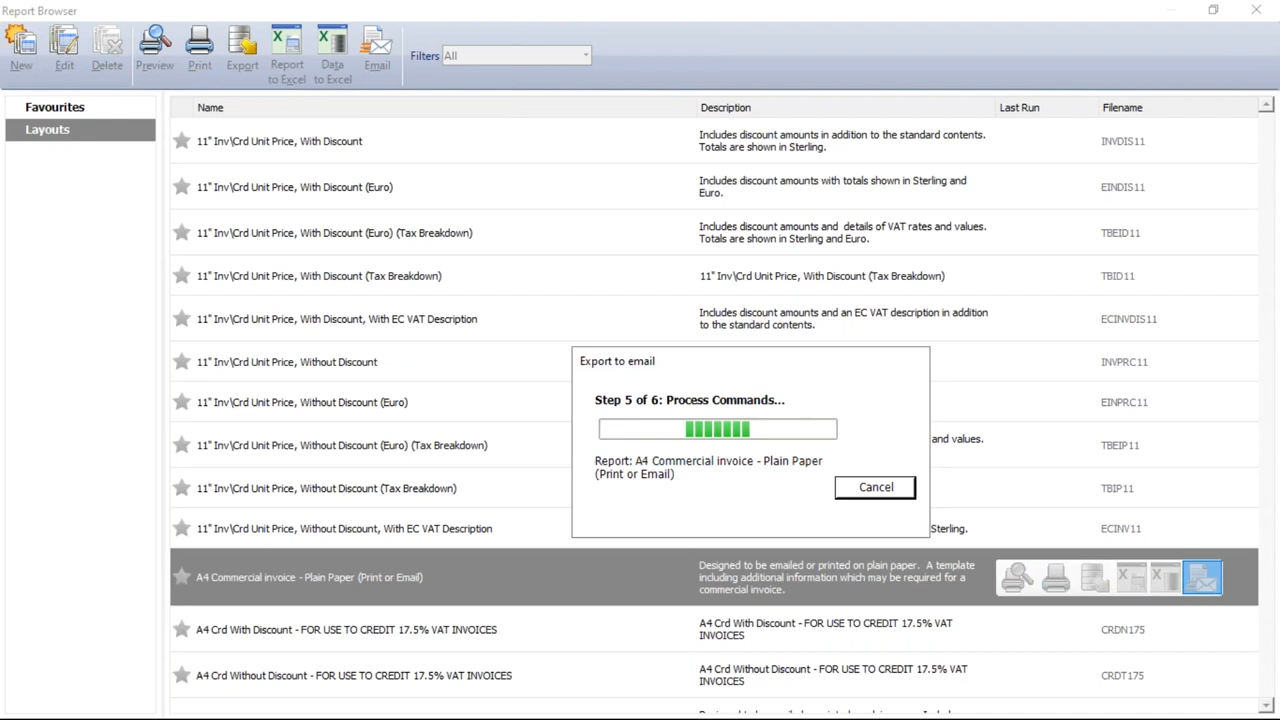 Report Browser
New
Edit
Delete
Preview
Print
Export
Report
to Excel
Data
to Excel
Email
Filters
All
Favourites
Layouts
Name
Description
Last Run
Filename
11" Inv\Crd Unit Price, With Discount
Includes discount amounts in addition to the standard contents.
Totals are shown in Sterling.
INVDIS11
11" Inv\Crd Unit Price, With Discount (Euro)
Includes discount amounts with totals shown in Sterling and
Euro.
EINDIS11
11" Inv\Crd Unit Price, With Discount (Euro) (Tax Breakdown)
Includes discount amounts and details of VAT rates and values.
Totals are shown in Sterling and Euro.
TBEID11
11" Inv\Crd Unit Price, With Discount (Tax Breakdown)
11" Inv\Crd Unit Price, With Discount (Tax Breakdown)
TBID11
11" Inv\Crd Unit Price, With Discount, With EC VAT Description
Includes discount amounts and an EC VAT description in addition
to the standard contents.
ECINVDIS11
11" Inv\Crd Unit Price, Without Discount
INVPRC11
11" Inv\Crd Unit Price, Without Discount (Euro)
EINPRC11
11" Inv\Crd Unit Price, Without Discount (Euro) (Tax Breakdown)
and values.
TBEIP11
11" Inv\Crd Unit Price, Without Discount (Tax Breakdown)
TBIP11
11" Inv\Crd Unit Price, Without Discount, With EC VAT Description
Sterling.
ECINV11
Export to email
Step 5 of 6: Process Commands...
Report: A4 Commercial invoice - Plain Paper
(Print or Email)
Cancel
A4 Commercial invoice - Plain Paper (Print or Email)
Designed to be emailed or printed on plain paper. A template
including additional information which may be required for a
commercial invoice.
A4 Crd With Discount - FOR USE TO CREDIT 17.5% VAT INVOICES
A4 Crd With Discount - FOR USE TO CREDIT 17.5% VAT
INVOICES
CRDN175
A4 Crd Without Discount - FOR USE TO CREDIT 17.5% VAT INVOICES
A4 Crd Without Discount - FOR USE TO CREDIT 17.5% VAT
INVOICES
CRDT175